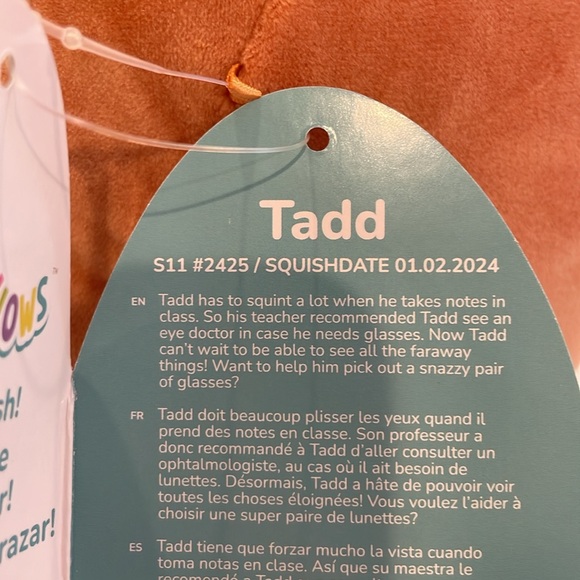 Tadd
S11 #2425 / SQUISHDATE 01.02.2024
EN Tadd has to squint a lot when he takes notes in
class. So his teacher recommended Tadd see an
eye doctor in case he needs glasses. Now Tadd
can't wait to be able to see all the faraway
things! Want to help him pick out a snazzy pair
of glasses?
FR Tadd doit beaucoup plisser les yeux quand il
prend des notes en classe. Son professeur a
donc recommandé à Tadd d'aller consulter un
ophtalmologiste, au cas où il ait besoin de
lunettes. Désormais, Tadd a hâte de pouvoir voir
toutes les choses éloignées! Vous voulez l'aider à
choisir une super paire de lunettes?
ES Tadd tiene que forzar mucho la vista cuando
toma notas en clase. Así que su maestra le
ows™
sh!
e
r!
razar!